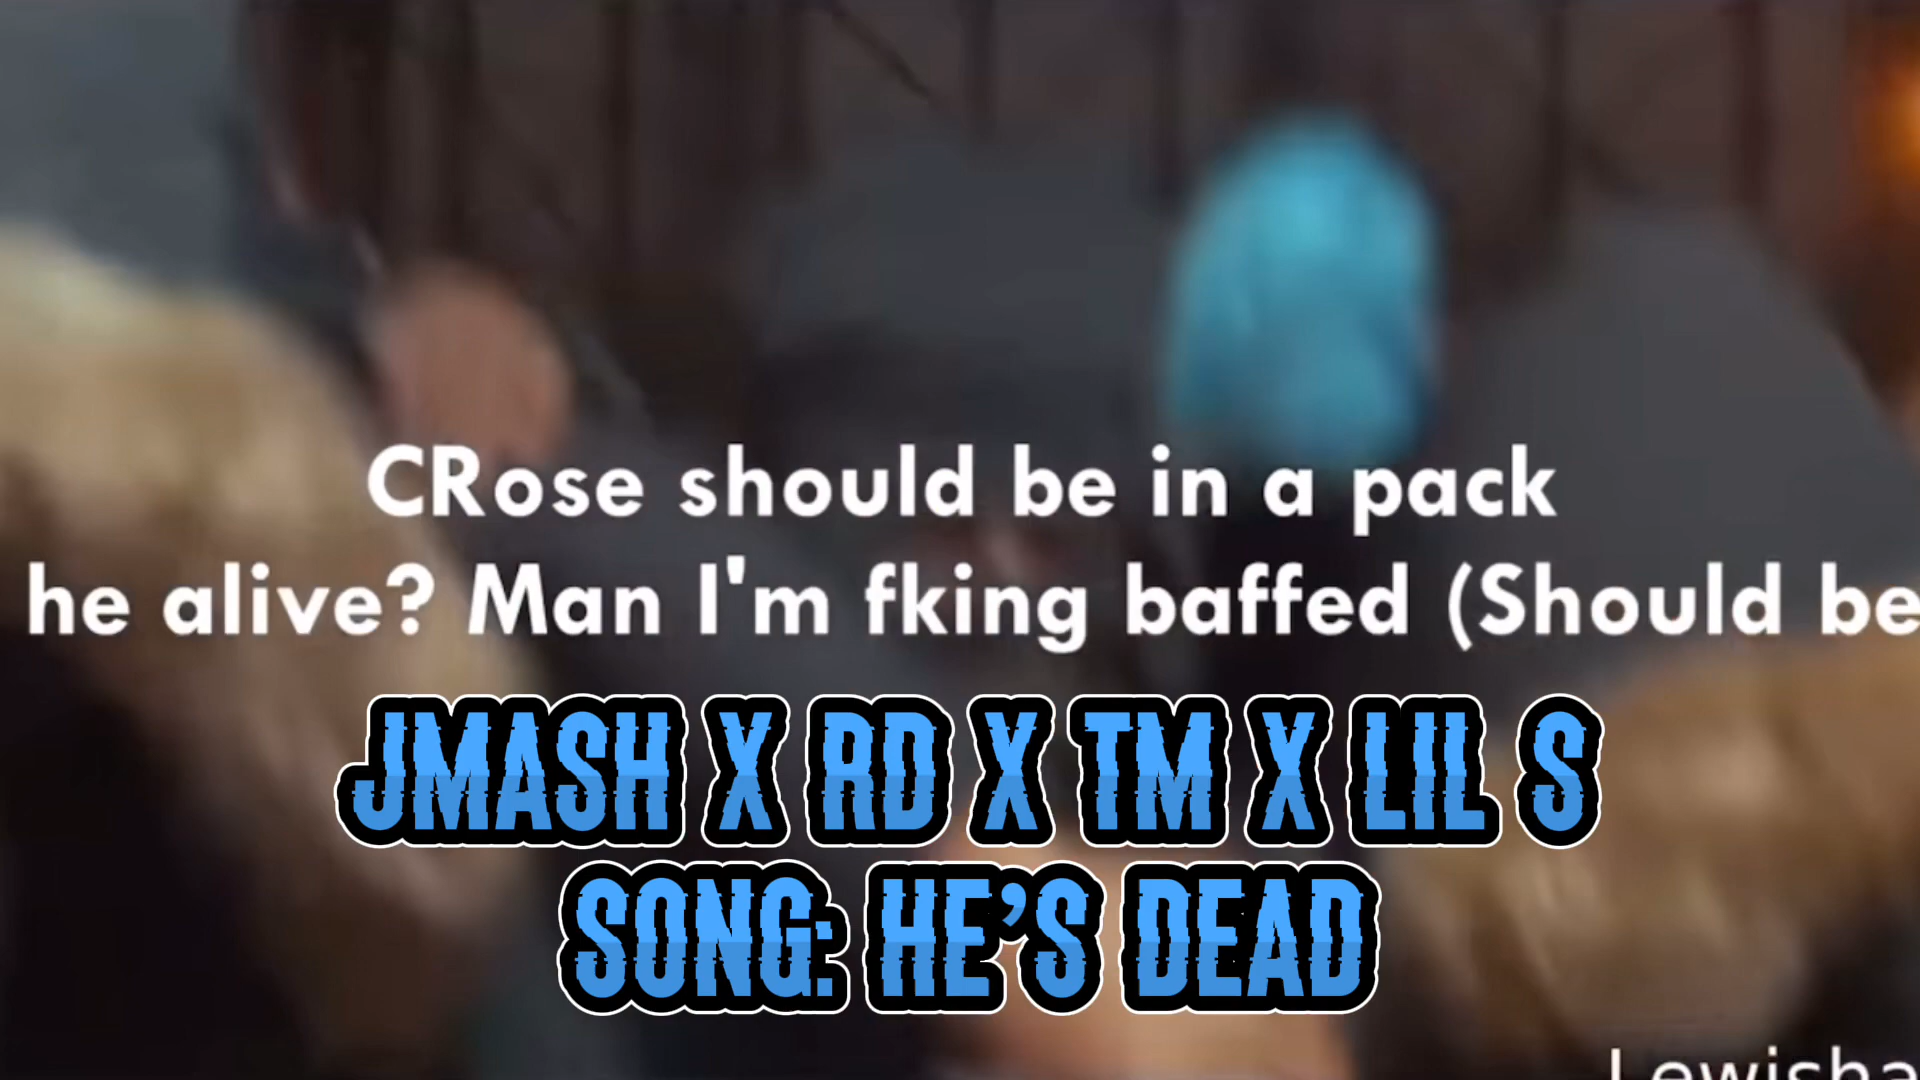 CRose should be in a pack
he alive? Man I'm fking baffed (Should be
JMASH X RD X TM X LIL S
SONG: HE’S DEAD
Lewisha